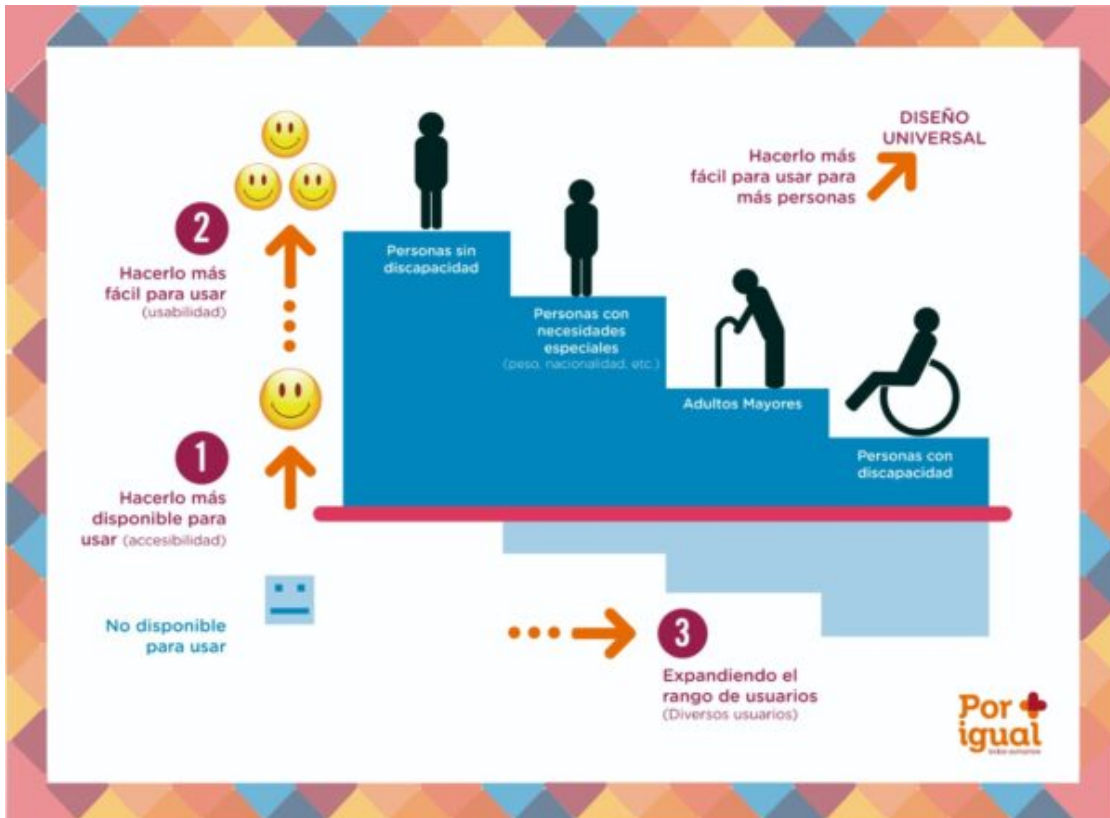 DISEÑO
UNIVERSAL
Hacerlo más
fácil para usar para
más personas
2
Hacerlo más
fácil para usar
(usabilidad)
1
Hacerlo más
disponible para
usar (accesibilidad)
No disponible
para usar
Personas sin
discapacidad
Personas con
necesidades
especiales
(peso, nacionalidad, etc.)
Adultos Mayores
Personas con
discapacidad
3
Expandiendo el
rango de usuarios
(Diversos usuarios)
Por
igual